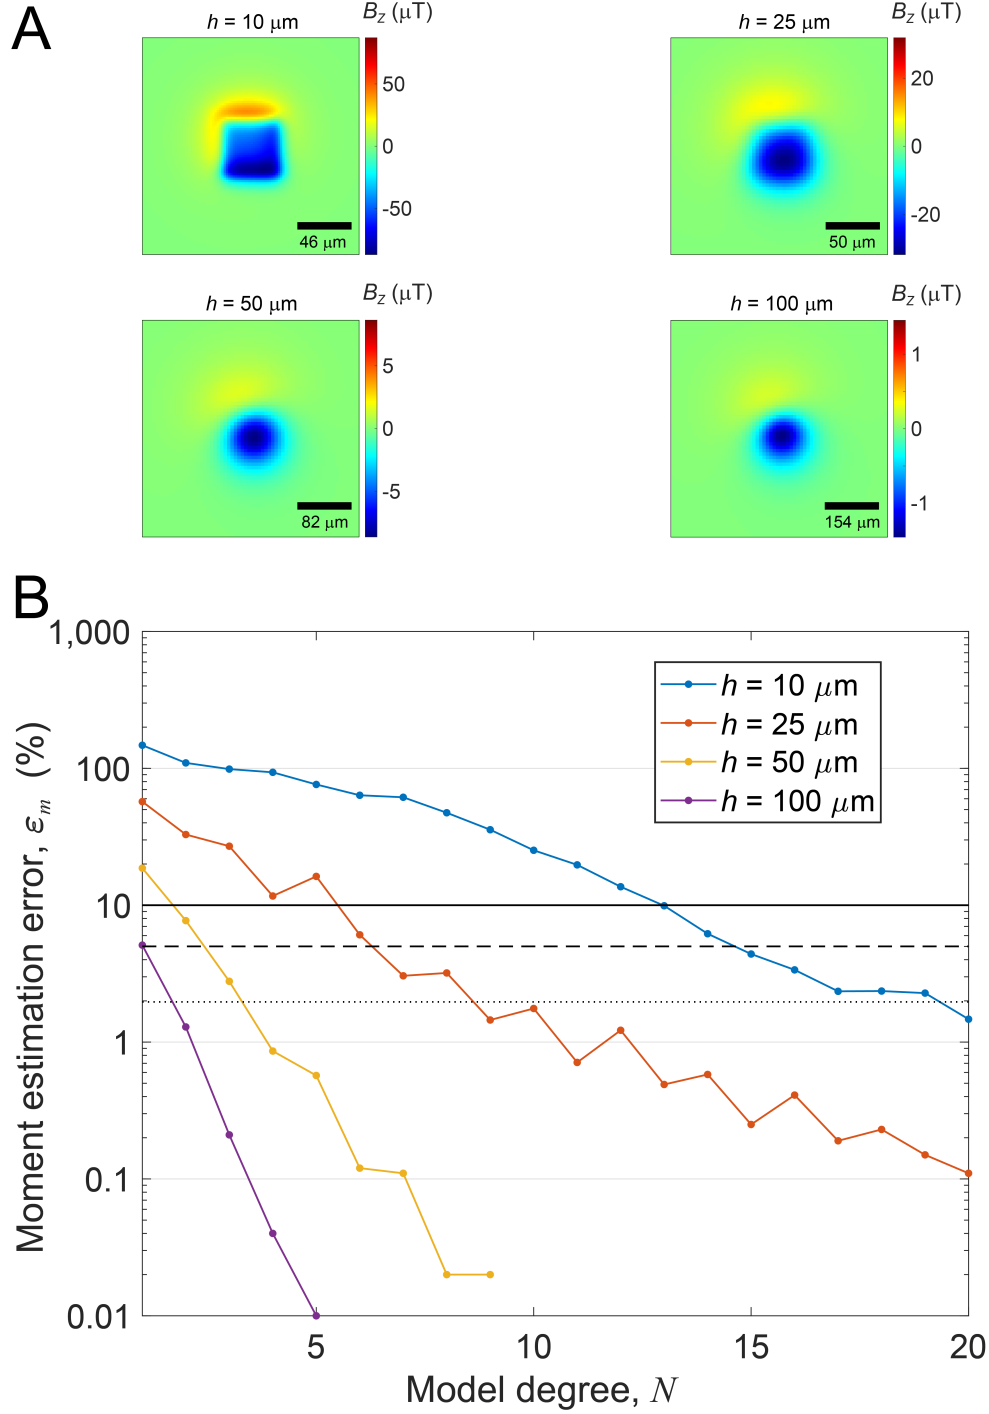 A
h = 10 μm
B_Z (μT)
50
0
-50
46 μm
h = 25 μm
B_Z (μT)
20
0
-20
50 μm
h = 50 μm
B_Z (μT)
5
0
-5
82 μm
h = 100 μm
B_Z (μT)
1
0
-1
154 μm
B
Moment estimation error, ε_m (%)
1,000
100
10
1
0.1
0.01
h = 10 μm
h = 25 μm
h = 50 μm
h = 100 μm
5
10
15
20
Model degree, N